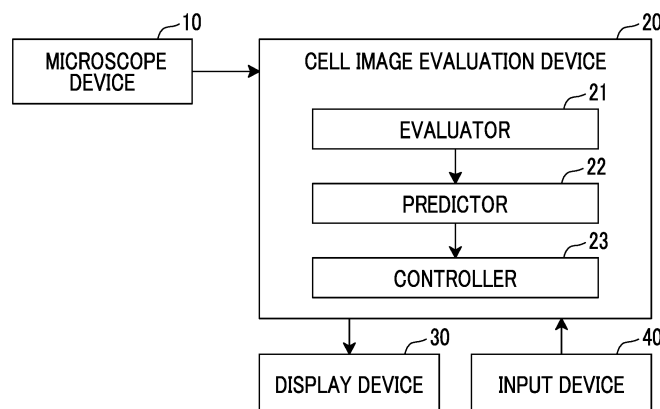 10
MICROSCOPE
DEVICE
20
CELL IMAGE EVALUATION DEVICE
21
EVALUATOR
22
PREDICTOR
23
CONTROLLER
30
DISPLAY DEVICE
40
INPUT DEVICE